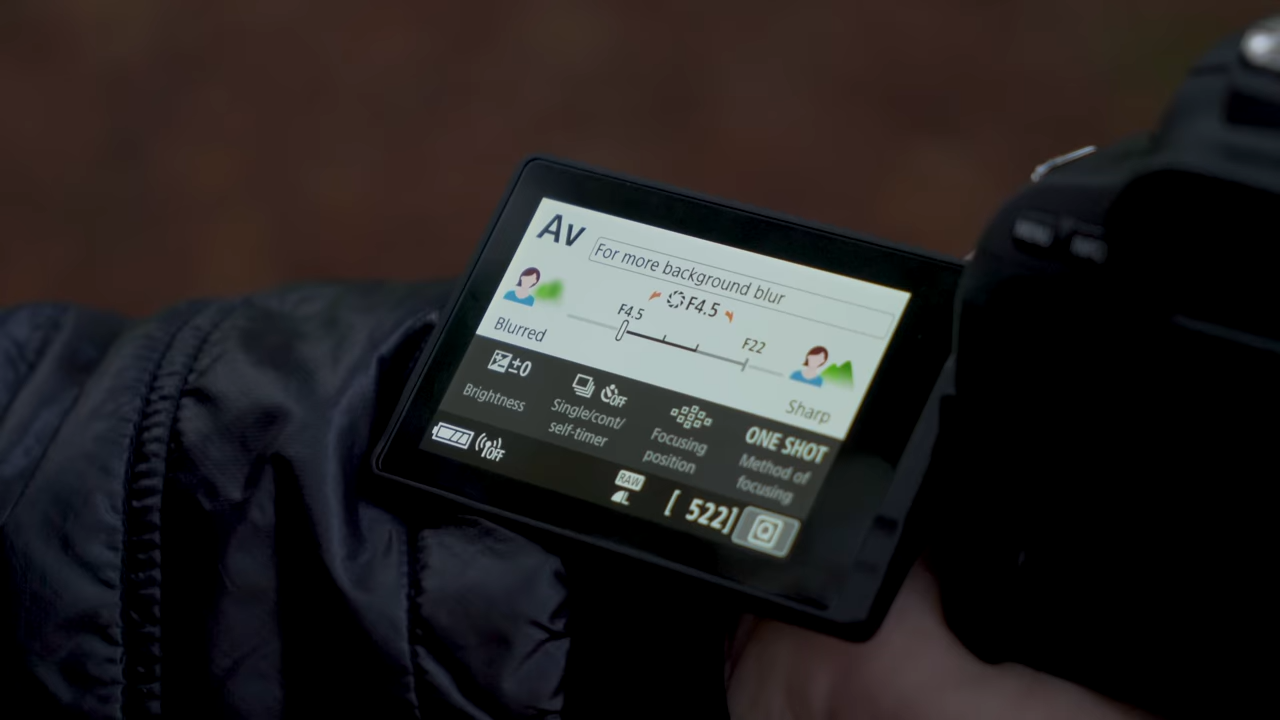 Av
For more background blur
F4.5
F4.5
F22
Blurred
Sharp
±0
OFF
ONE SHOT
Brightness
Single/cont/
self-timer
Focusing
position
Method of
focusing
OFF
RAW
L
[ 522]